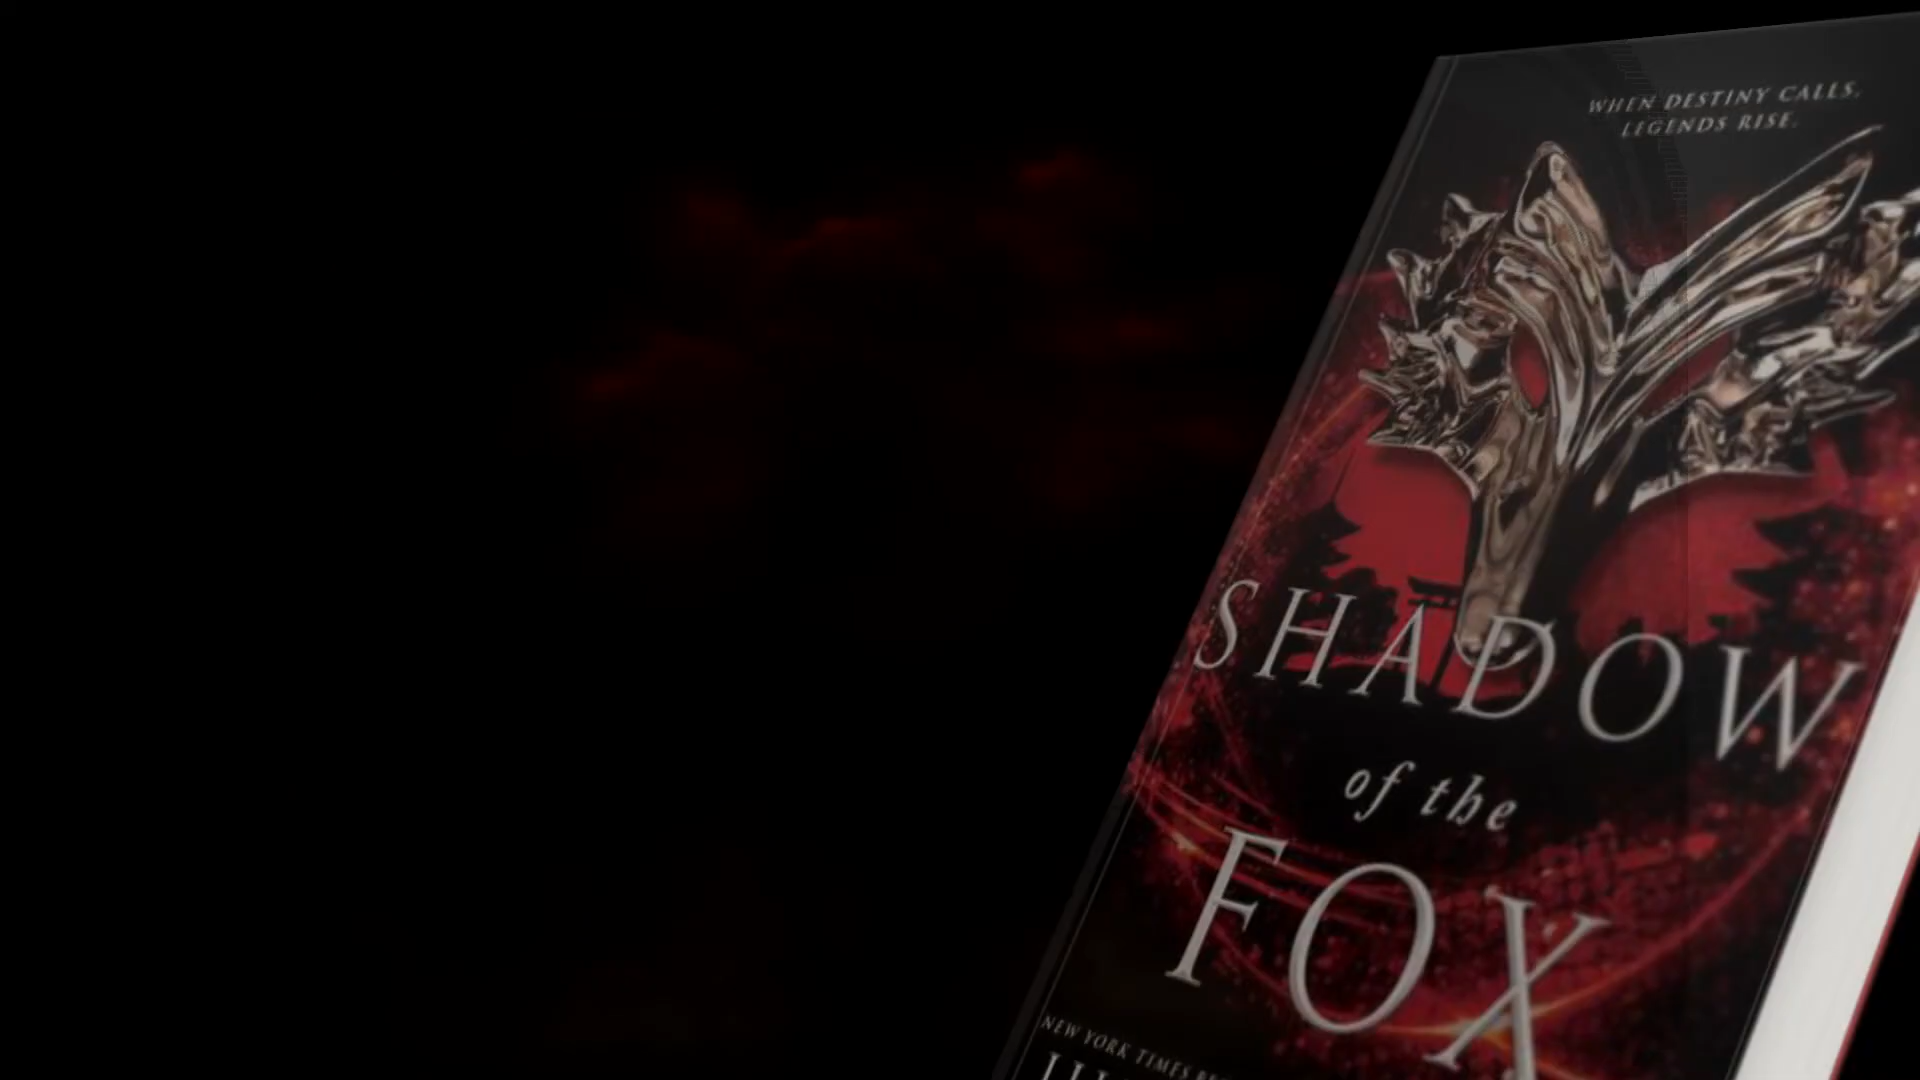 WHEN DESTINY CALLS,
LEGENDS RISE.
SHADOW
of the
FOX
NEW YORK TIMES